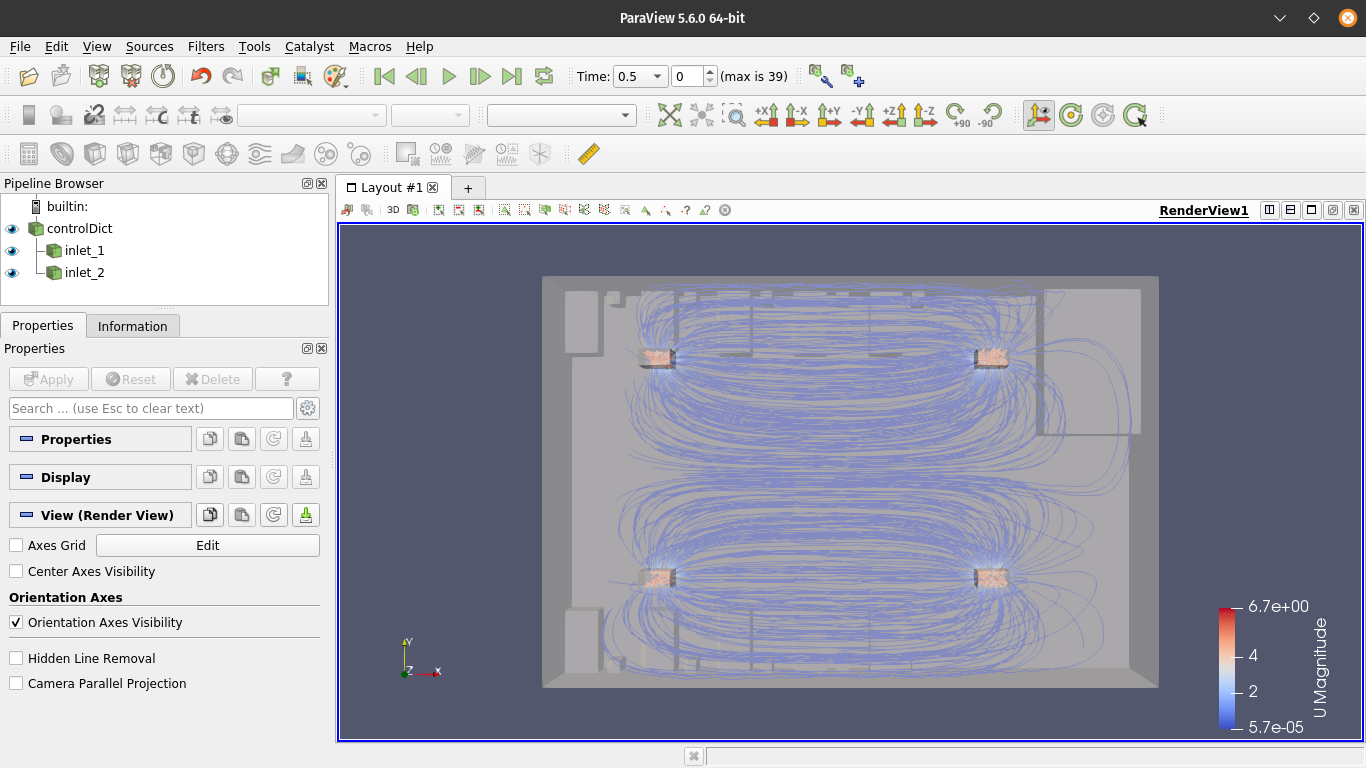 ParaView 5.6.0 64-bit
File Edit View Sources Filters Tools Catalyst Macros Help
Time: 0.5 0 (max is 39)
+X -X +Y -Y +Z -Z +90 -90
Pipeline Browser
builtin:
controlDict
inlet_1
inlet_2
Properties Information
Properties
Apply Reset Delete ?
Search ... (use Esc to clear text)
Properties
Display
View (Render View)
Axes Grid Edit
Center Axes Visibility
Orientation Axes
Orientation Axes Visibility
Hidden Line Removal
Camera Parallel Projection
Layout #1 +
3D RenderView1
Y
Z X
6.7e+00
4
2
5.7e-05
U Magnitude